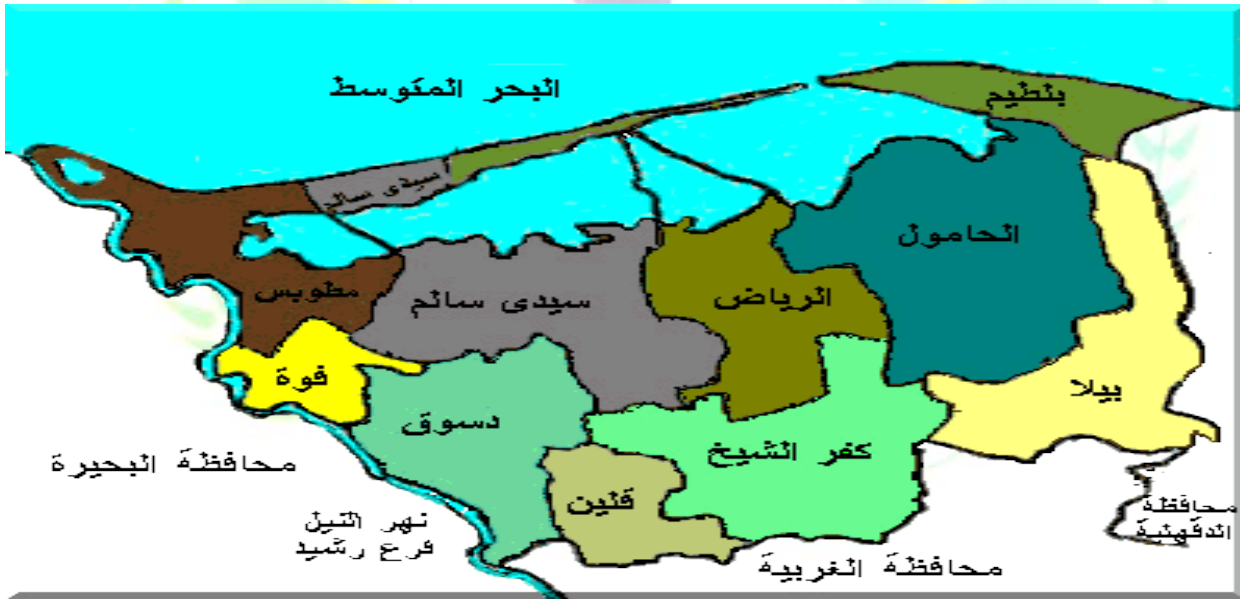 البحر المتوسط
بلطيم
سيدى سالم
الحامول
مطوبس
سيدى سالم
الرياض
فوة
بيلا
دسوق
كفر الشيخ
محافظة البحيرة
قلين
محافظة
الدقهلية
نهر النيل
فرع رشيد
محافظة الغربية